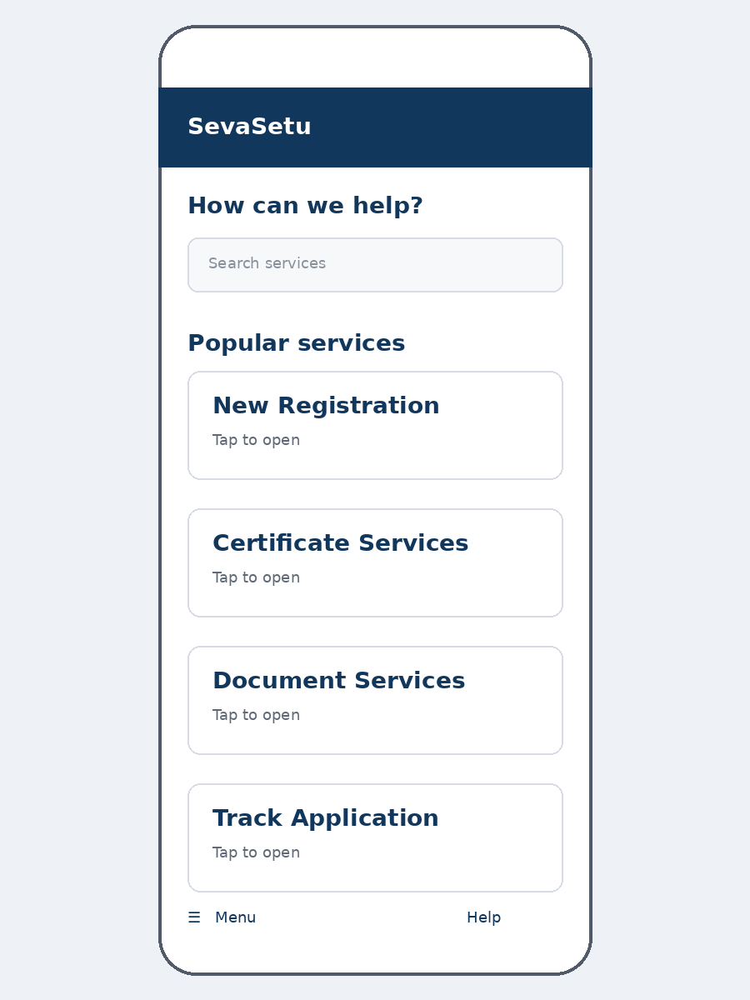 SevaSetu
How can we help?
Search services
Popular services
New Registration
Tap to open
Certificate Services
Tap to open
Document Services
Tap to open
Track Application
Tap to open
☰ Menu Help